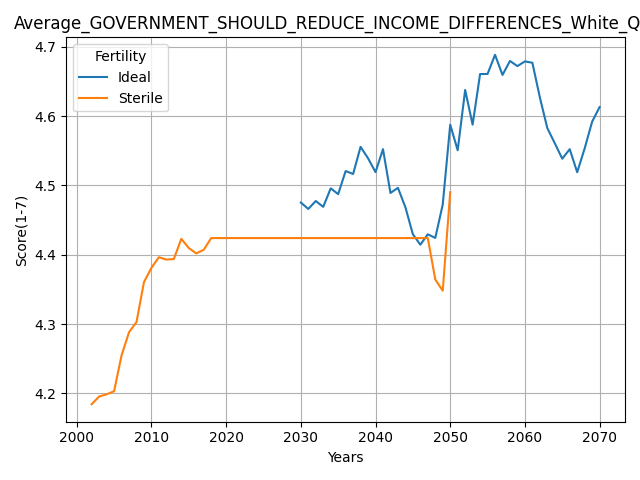 Average_GOVERNMENT_SHOULD_REDUCE_INCOME_DIFFERENCES_White_Q
Fertility
Ideal
Sterile
Score(1-7)
4.7
4.6
4.5
4.4
4.3
4.2
2000 2010 2020 2030 2040 2050 2060 2070
Years